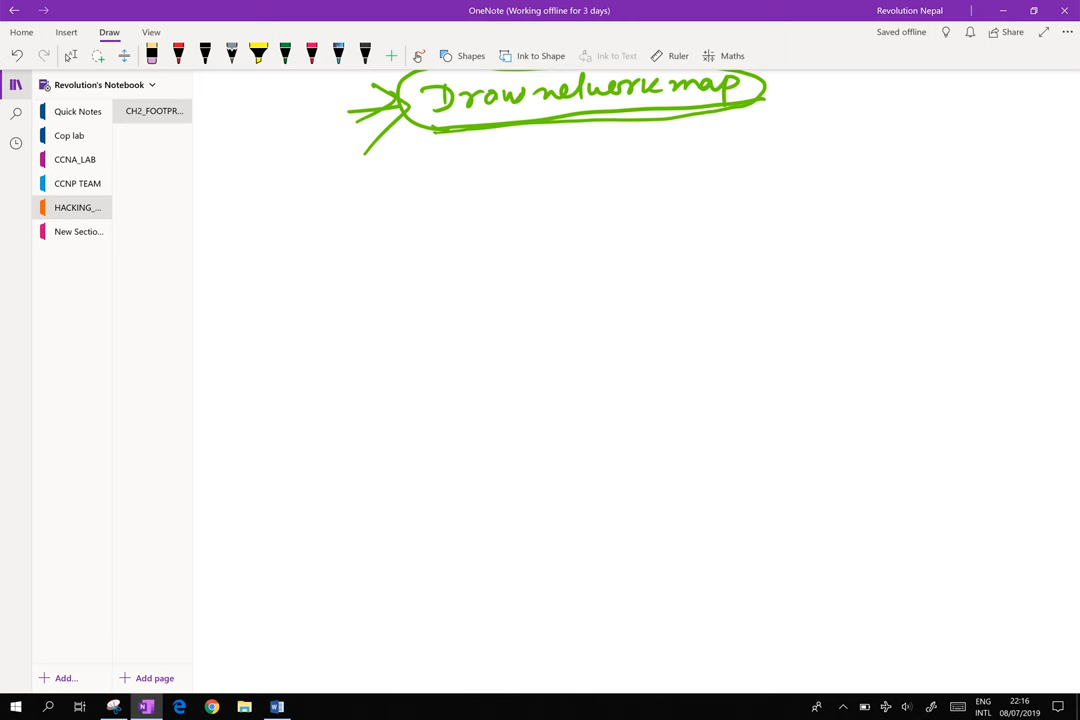 OneNote (Working offline for 3 days)
Revolution Nepal
Home Insert Draw View
Saved offline
Share
Shapes
Ink to Shape
Ink to Text
Ruler
Maths
Revolution's Notebook
Quick Notes
Cop lab
CCNA_LAB
CCNP TEAM
HACKING_...
New Sectio...
CH2_FOOTPR...
Draw network map
Add...
Add page
ENG
INTL
22:16
08/07/2019